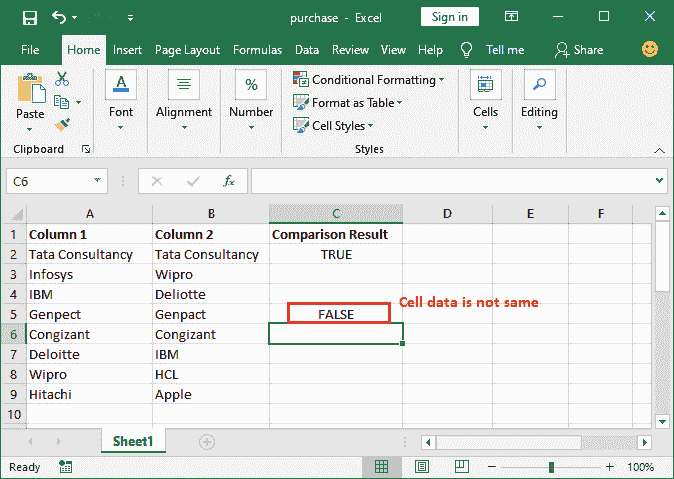 purchase - Excel
Sign in
File Home Insert Page Layout Formulas Data Review View Help Tell me Share
Paste
Clipboard
Font
Alignment
%
Number
Conditional Formatting
Format as Table
Cell Styles
Styles
Cells
Editing
C6 fx
A B C D E F
1 Column 1 Column 2 Comparison Result
2 Tata Consultancy Tata Consultancy TRUE
3 Infosys Wipro
4 IBM Deliotte
Cell data is not same
5 Genpect Genpact FALSE
6 Congizant Congizant
7 Deloitte IBM
8 Wipro HCL
9 Hitachi Apple
10
Sheet1
Ready 100%